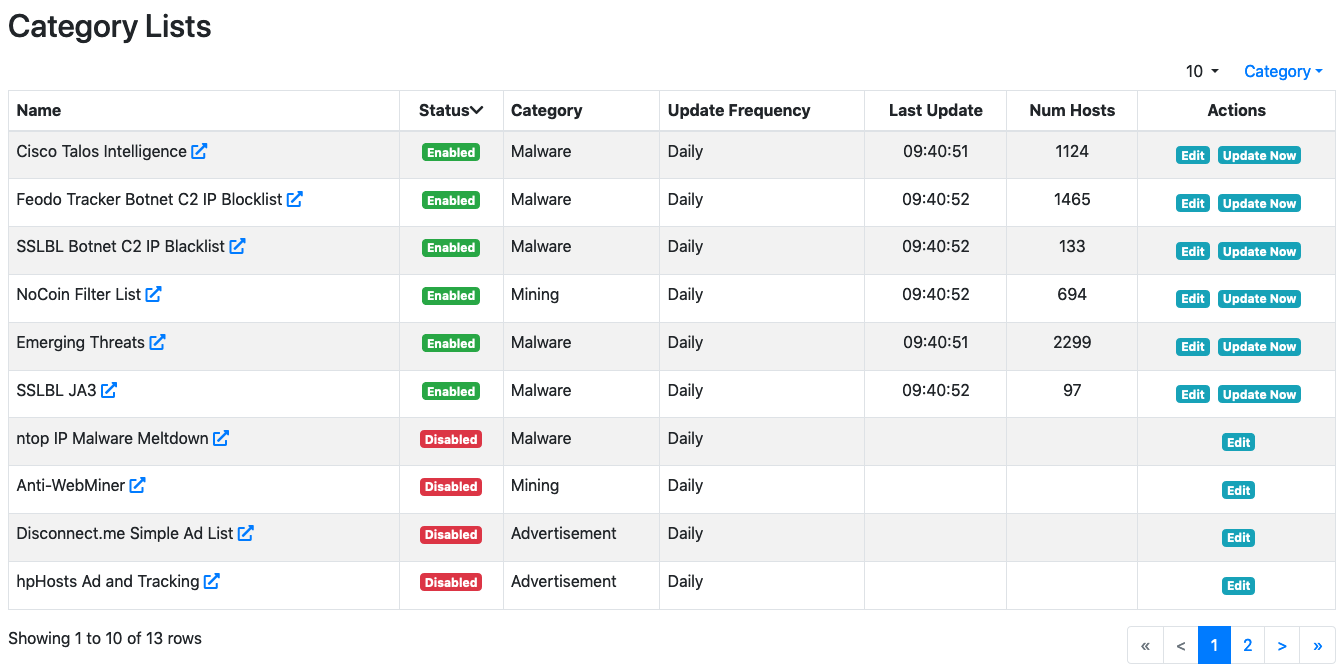 Category Lists
10 Category
Name Status Category Update Frequency Last Update Num Hosts Actions
Cisco Talos Intelligence Enabled Malware Daily 09:40:51 1124 Edit Update Now
Feodo Tracker Botnet C2 IP Blocklist Enabled Malware Daily 09:40:52 1465 Edit Update Now
SSLBL Botnet C2 IP Blacklist Enabled Malware Daily 09:40:52 133 Edit Update Now
NoCoin Filter List Enabled Mining Daily 09:40:52 694 Edit Update Now
Emerging Threats Enabled Malware Daily 09:40:51 2299 Edit Update Now
SSLBL JA3 Enabled Malware Daily 09:40:52 97 Edit Update Now
ntop IP Malware Meltdown Disabled Malware Daily Edit
Anti-WebMiner Disabled Mining Daily Edit
Disconnect.me Simple Ad List Disabled Advertisement Daily Edit
hpHosts Ad and Tracking Disabled Advertisement Daily Edit
Showing 1 to 10 of 13 rows « < 1 2 > »